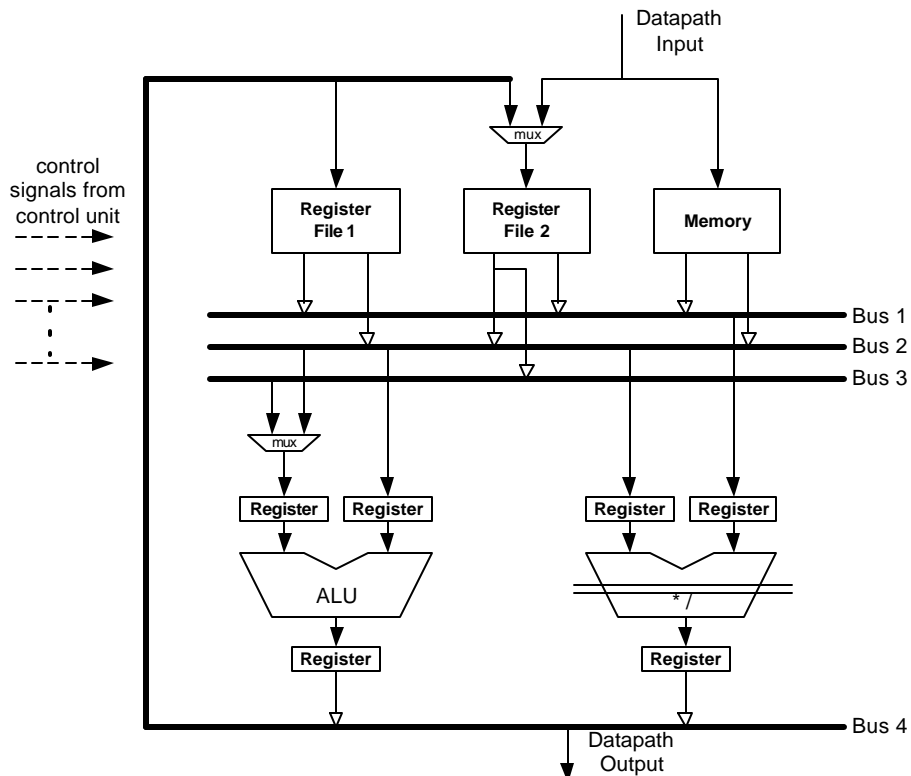 Datapath
Input
mux
control
signals from
control unit
Register
File 1
Register
File 2
Memory
Bus 1
Bus 2
Bus 3
mux
Register
Register
Register
Register
ALU
* /
Register
Register
Bus 4
Datapath
Output